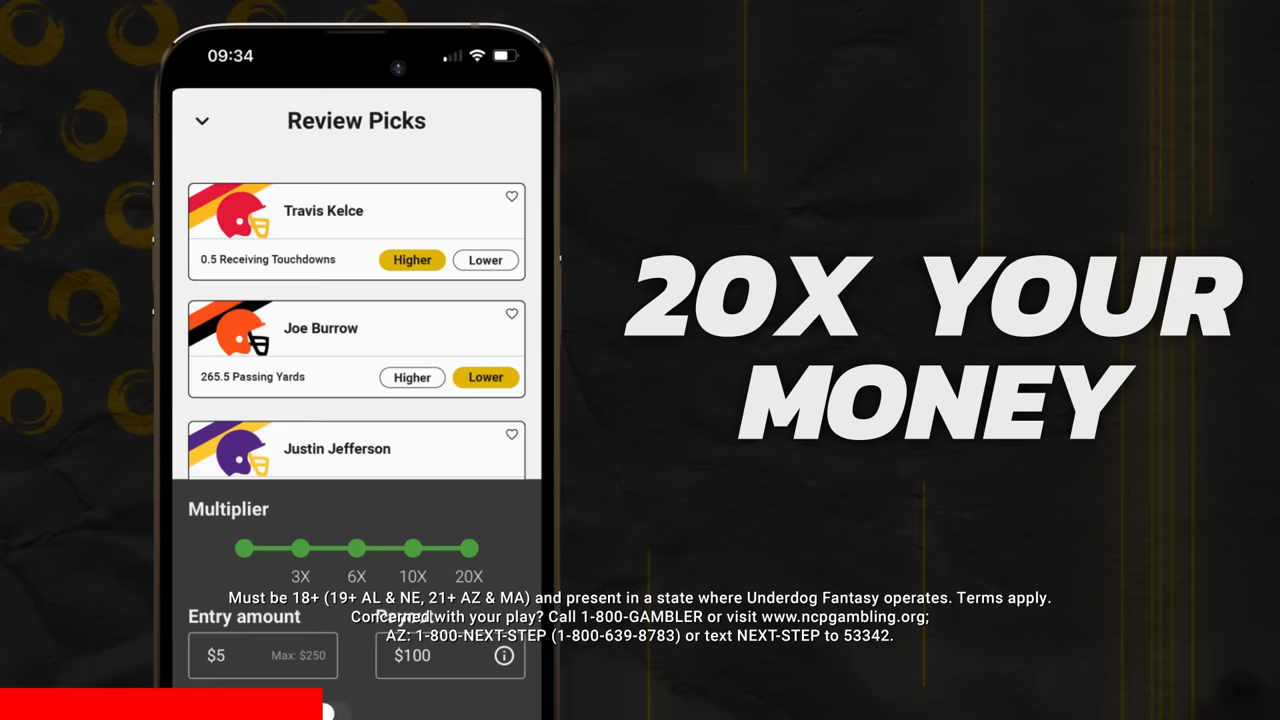 09:34
Review Picks
Travis Kelce
0.5 Receiving Touchdowns Higher Lower
Joe Burrow
265.5 Passing Yards Higher Lower
Justin Jefferson
20X YOUR
MONEY
Multiplier
3X 6X 10X 20X
Must be 18+ (19+ AL & NE, 21+ AZ & MA) and present in a state where Underdog Fantasy operates. Terms apply.
Entry amount
Concerned with your play? Call 1-800-GAMBLER or visit www.ncpgambling.org;
AZ: 1-800-NEXT-STEP (1-800-639-8783) or text NEXT-STEP to 53342.
$5 Max: $250 $100